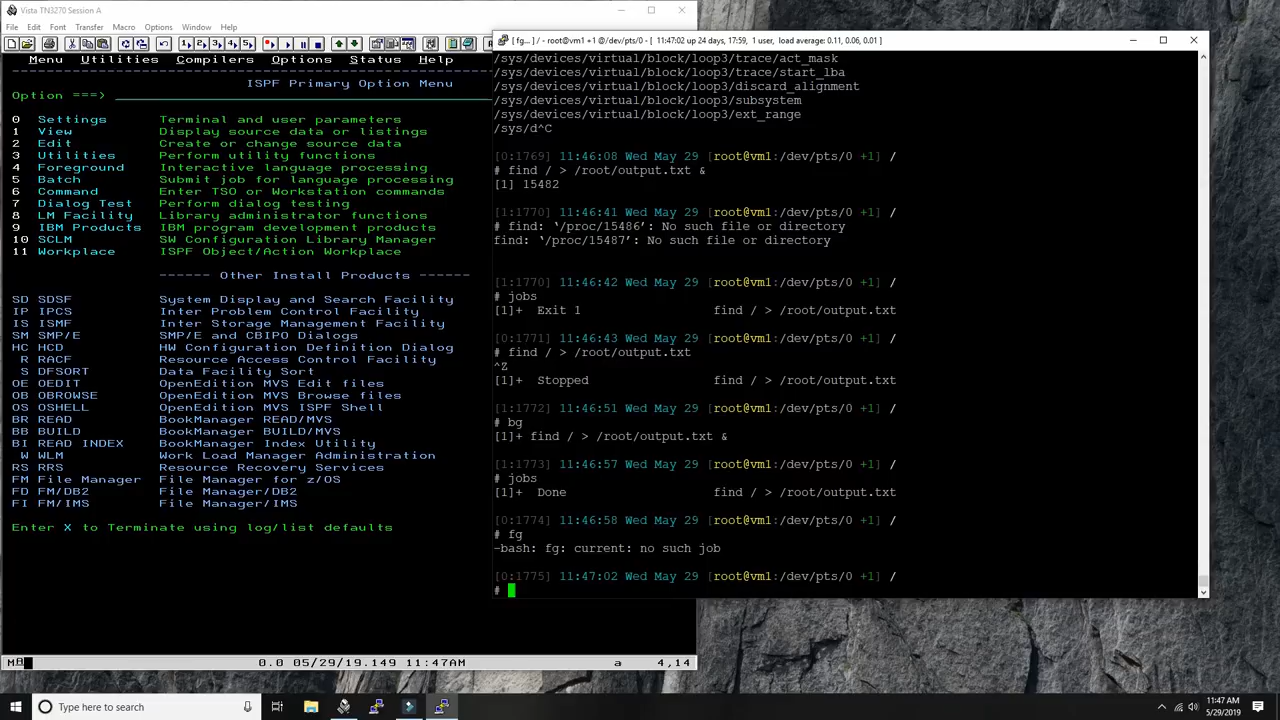 Vista TN3270 Session A
File Edit Font Transfer Macro Options Window Help
Menu Utilities Compilers Options Status Help
ISPF Primary Option Menu
Option ===>
0 Settings Terminal and user parameters
1 View Display source data or listings
2 Edit Create or change source data
3 Utilities Perform utility functions
4 Foreground Interactive language processing
5 Batch Submit job for language processing
6 Command Enter TSO or Workstation commands
7 Dialog Test Perform dialog testing
8 LM Facility Library administrator functions
9 IBM Products IBM program development products
10 SCLM SW Configuration Library Manager
11 Workplace ISPF Object/Action Workplace
------ Other Install Products ------
SD SDSF System Display and Search Facility
IP IPCS Inter Problem Control Facility
IS ISMF Inter Storage Management Facility
SM SMP/E SMP/E and CBIPO Dialogs
HC HCD HW Configuration Definition Dialog
R RACF Resource Access Control Facility
S DFSORT Data Facility Sort
OE OEDIT OpenEdition MVS Edit files
OB OBROWSE OpenEdition MVS Browse files
OS OSHELL OpenEdition MVS ISPF Shell
BR READ BookManager READ/MVS
BB BUILD BookManager BUILD/MVS
BI READ INDEX BookManager Index Utility
W WLM Work Load Manager Administration
RS RRS Resource Recovery Services
FM File Manager File Manager for z/OS
FD FM/DB2 File Manager/DB2
FI FM/IMS File Manager/IMS
Enter X to Terminate using log/list defaults
0.0 05/29/19.149 11:47AM a 4,14
[ fg... ] / - root@vm1 +1 @/dev/pts/0 - [ 11:47:02 up 24 days, 17:59, 1 user, load average: 0.11, 0.06, 0.01 ]
/sys/devices/virtual/block/loop3/trace/act_mask
/sys/devices/virtual/block/loop3/trace/start_lba
/sys/devices/virtual/block/loop3/discard_alignment
/sys/devices/virtual/block/loop3/subsystem
/sys/devices/virtual/block/loop3/ext_range
/sys/d^C
[0:1769] 11:46:08 Wed May 29 [root@vm1:/dev/pts/0 +1] /
# find / > /root/output.txt &
[1] 15482
[1:1770] 11:46:41 Wed May 29 [root@vm1:/dev/pts/0 +1] /
# find: ‘/proc/15486’: No such file or directory
find: ‘/proc/15487’: No such file or directory
[1:1770] 11:46:42 Wed May 29 [root@vm1:/dev/pts/0 +1] /
# jobs
[1]+ Exit 1 find / > /root/output.txt
[0:1771] 11:46:43 Wed May 29 [root@vm1:/dev/pts/0 +1] /
# find / > /root/output.txt
^Z
[1]+ Stopped find / > /root/output.txt
[1:1772] 11:46:51 Wed May 29 [root@vm1:/dev/pts/0 +1] /
# bg
[1]+ find / > /root/output.txt &
[1:1773] 11:46:57 Wed May 29 [root@vm1:/dev/pts/0 +1] /
# jobs
[1]+ Done find / > /root/output.txt
[0:1774] 11:46:58 Wed May 29 [root@vm1:/dev/pts/0 +1] /
# fg
-bash: fg: current: no such job
[0:1775] 11:47:02 Wed May 29 [root@vm1:/dev/pts/0 +1] /
#
Type here to search
11:47 AM
5/29/2019